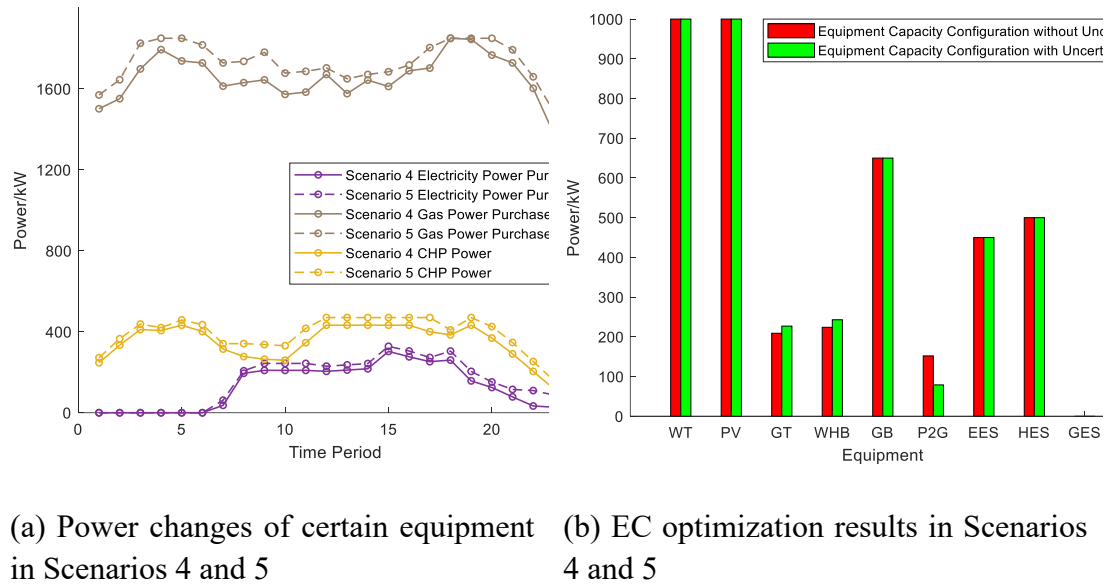 1600
1200
800
400
0
Power/kW
0
5
10
15
20
Time Period
Scenario 4 Electricity Power Pur
Scenario 5 Electricity Power Pur
Scenario 4 Gas Power Purchase
Scenario 5 Gas Power Purchase
Scenario 4 CHP Power
Scenario 5 CHP Power
(a) Power changes of certain equipment
in Scenarios 4 and 5
1000
900
800
700
600
500
400
300
200
100
0
Power/kW
Equipment Capacity Configuration without Unc
Equipment Capacity Configuration with Uncert
WT PV GT WHB GB P2G EES HES GES
Equipment
(b) EC optimization results in Scenarios
4 and 5